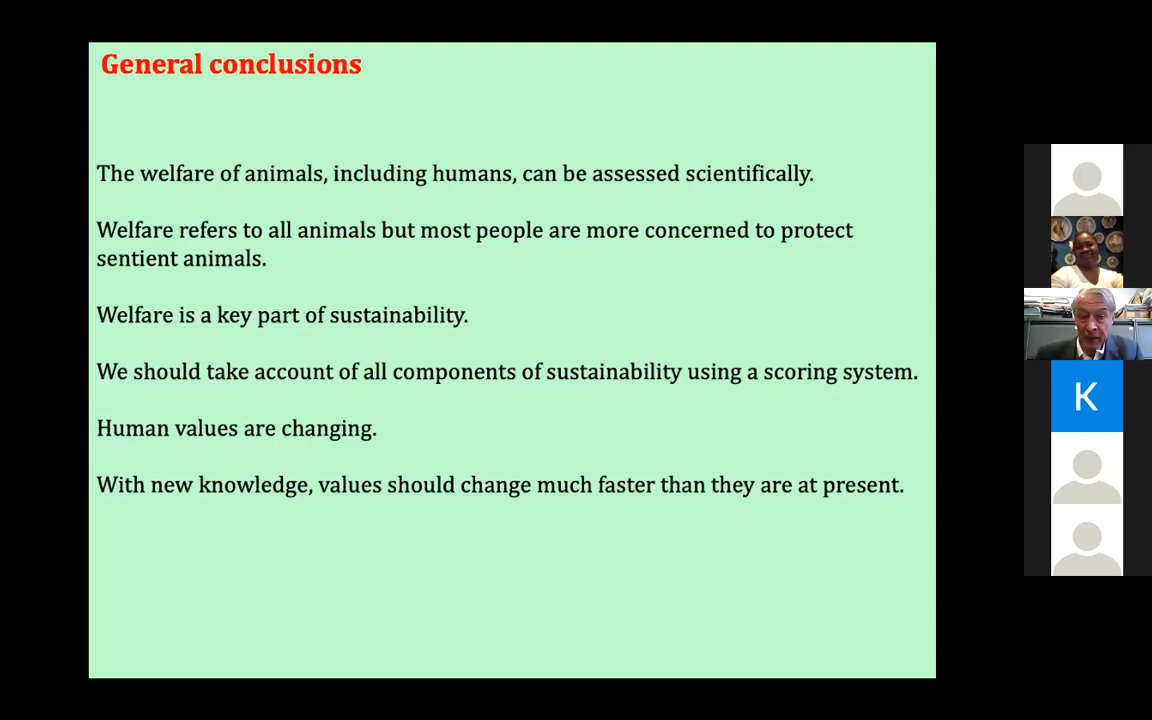 General conclusions
The welfare of animals, including humans, can be assessed scientifically.
Welfare refers to all animals but most people are more concerned to protect
sentient animals.
Welfare is a key part of sustainability.
We should take account of all components of sustainability using a scoring system.
Human values are changing.
With new knowledge, values should change much faster than they are at present.
K